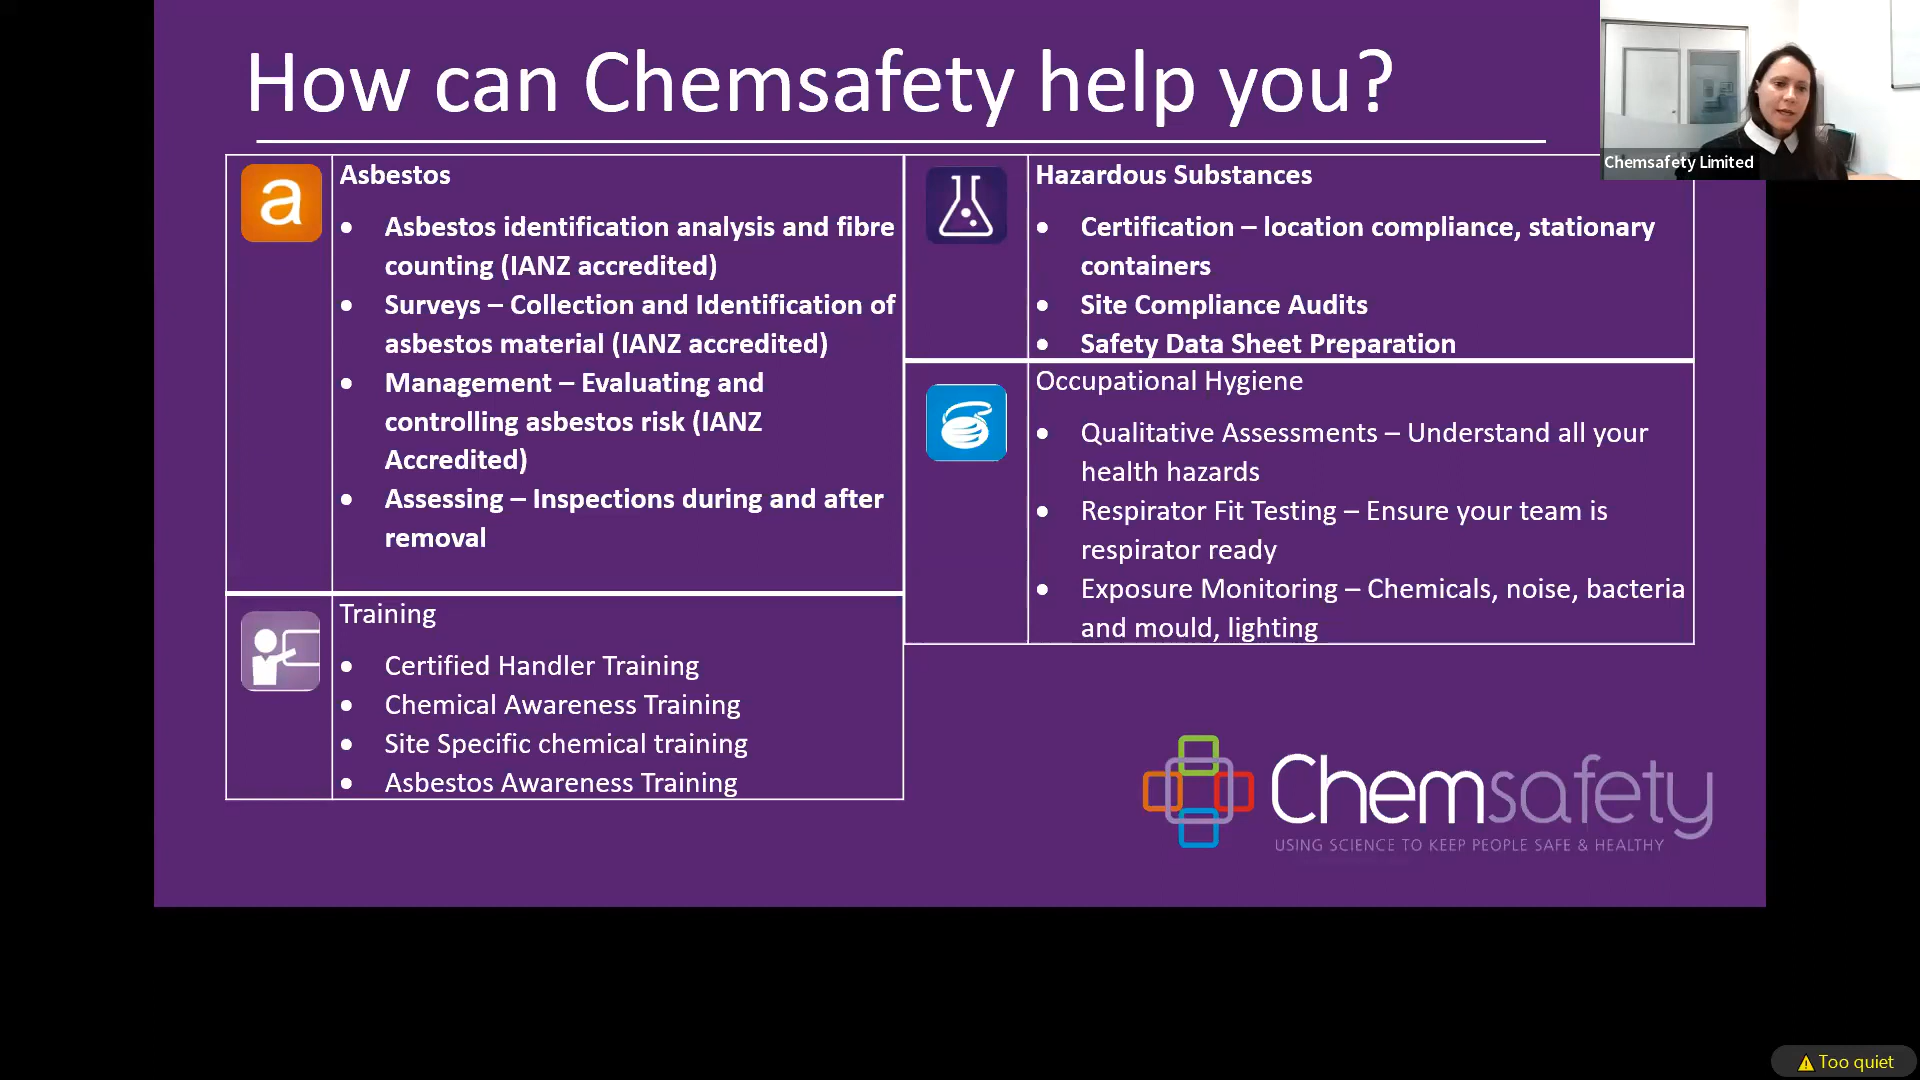 How can Chemsafety help you?
Chemsafety Limited
a
Asbestos
• Asbestos identification analysis and fibre
counting (IANZ accredited)
• Surveys – Collection and Identification of
asbestos material (IANZ accredited)
• Management – Evaluating and
controlling asbestos risk (IANZ
Accredited)
• Assessing – Inspections during and after
removal
Training
• Certified Handler Training
• Chemical Awareness Training
• Site Specific chemical training
• Asbestos Awareness Training
Hazardous Substances
• Certification – location compliance, stationary
containers
• Site Compliance Audits
• Safety Data Sheet Preparation
Occupational Hygiene
• Qualitative Assessments – Understand all your
health hazards
• Respirator Fit Testing – Ensure your team is
respirator ready
• Exposure Monitoring – Chemicals, noise, bacteria
and mould, lighting
Chemsafety
USING SCIENCE TO KEEP PEOPLE SAFE & HEALTHY
Too quiet